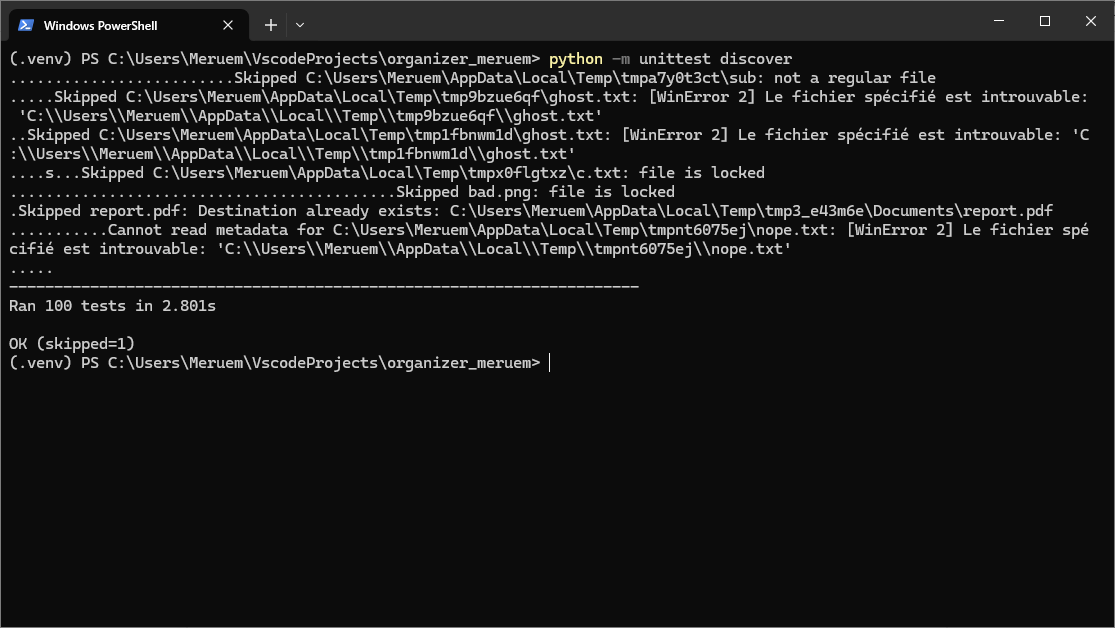 Windows PowerShell
(.venv) PS C:\Users\Meruem\VscodeProjects\organizer_meruem> python -m unittest discover
.........................Skipped C:\Users\Meruem\AppData\Local\Temp\tmpa7y0t3ct\sub: not a regular file
.....Skipped C:\Users\Meruem\AppData\Local\Temp\tmp9bzue6qf\ghost.txt: [WinError 2] Le fichier spécifié est introuvable:
 'C:\\Users\\Meruem\\AppData\\Local\\Temp\\tmp9bzue6qf\\ghost.txt'
..Skipped C:\Users\Meruem\AppData\Local\Temp\tmp1fbnwm1d\ghost.txt: [WinError 2] Le fichier spécifié est introuvable: 'C
:\\Users\\Meruem\\AppData\\Local\\Temp\\tmp1fbnwm1d\\ghost.txt'
....s...Skipped C:\Users\Meruem\AppData\Local\Temp\tmpx0flgtxz\c.txt: file is locked
...........................................Skipped bad.png: file is locked
.Skipped report.pdf: Destination already exists: C:\Users\Meruem\AppData\Local\Temp\tmp3_e43m6e\Documents\report.pdf
...........Cannot read metadata for C:\Users\Meruem\AppData\Local\Temp\tmpnt6075ej\nope.txt: [WinError 2] Le fichier spé
cifié est introuvable: 'C:\\Users\\Meruem\\AppData\\Local\\Temp\\tmpnt6075ej\\nope.txt'
.....
----------------------------------------------------------------------
Ran 100 tests in 2.801s
OK (skipped=1)
(.venv) PS C:\Users\Meruem\VscodeProjects\organizer_meruem>